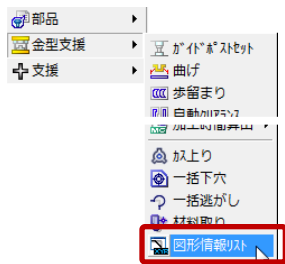 部品
金型支援
支援
ｶﾞｲﾄﾞﾎﾟｽﾄｾｯﾄ
曲げ
歩留まり
自動ｸﾘｱﾗﾝｽ
加工時間算出
ｶｽ上り
一括下穴
一括逃がし
材料取り
図形情報ﾘｽﾄ